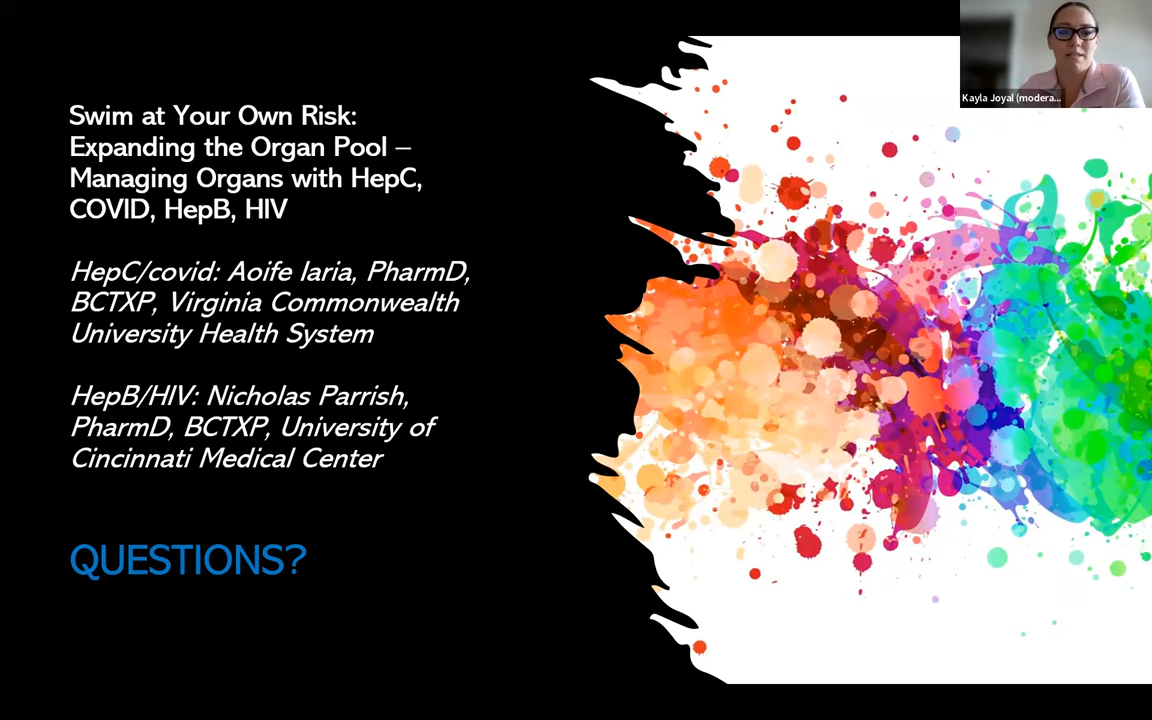 Swim at Your Own Risk:
Expanding the Organ Pool –
Managing Organs with HepC,
COVID, HepB, HIV
HepC/covid: Aoife Iaria, PharmD,
BCTXP, Virginia Commonwealth
University Health System
HepB/HIV: Nicholas Parrish,
PharmD, BCTXP, University of
Cincinnati Medical Center
QUESTIONS?
Kayla Joyal (modera...